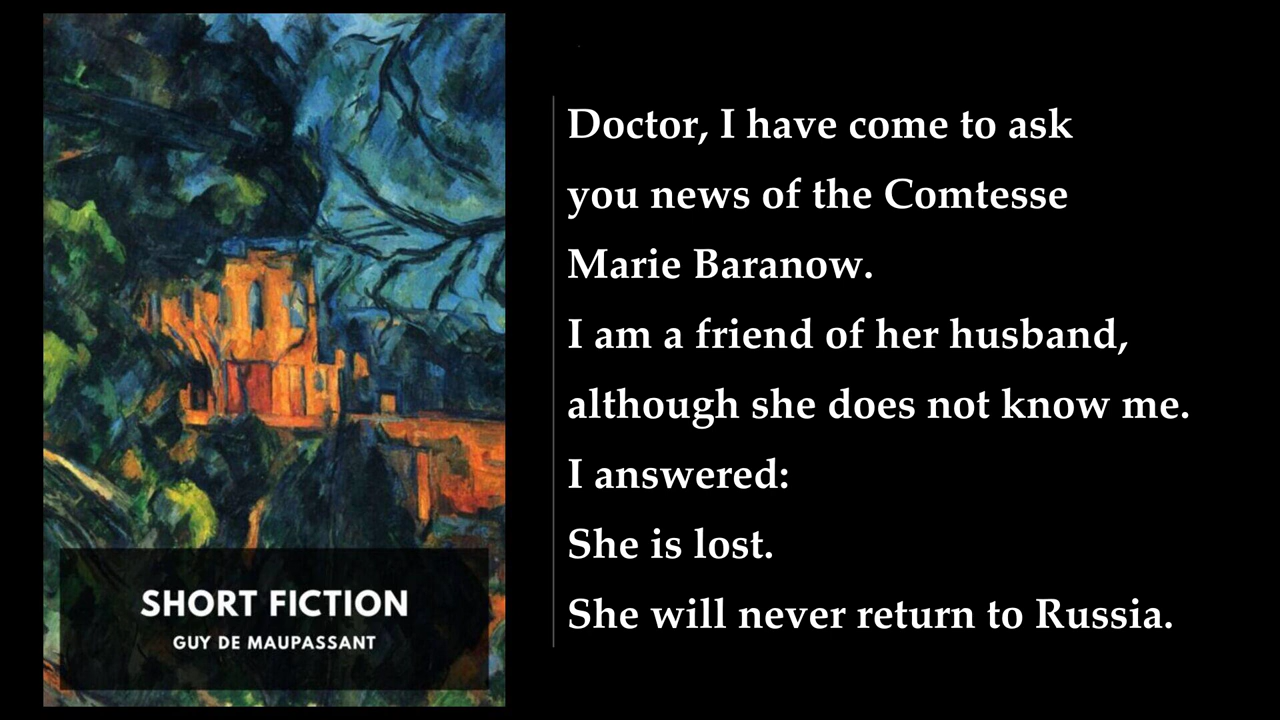 SHORT FICTION
GUY DE MAUPASSANT
Doctor, I have come to ask
you news of the Comtesse
Marie Baranow.
I am a friend of her husband,
although she does not know me.
I answered:
She is lost.
She will never return to Russia.